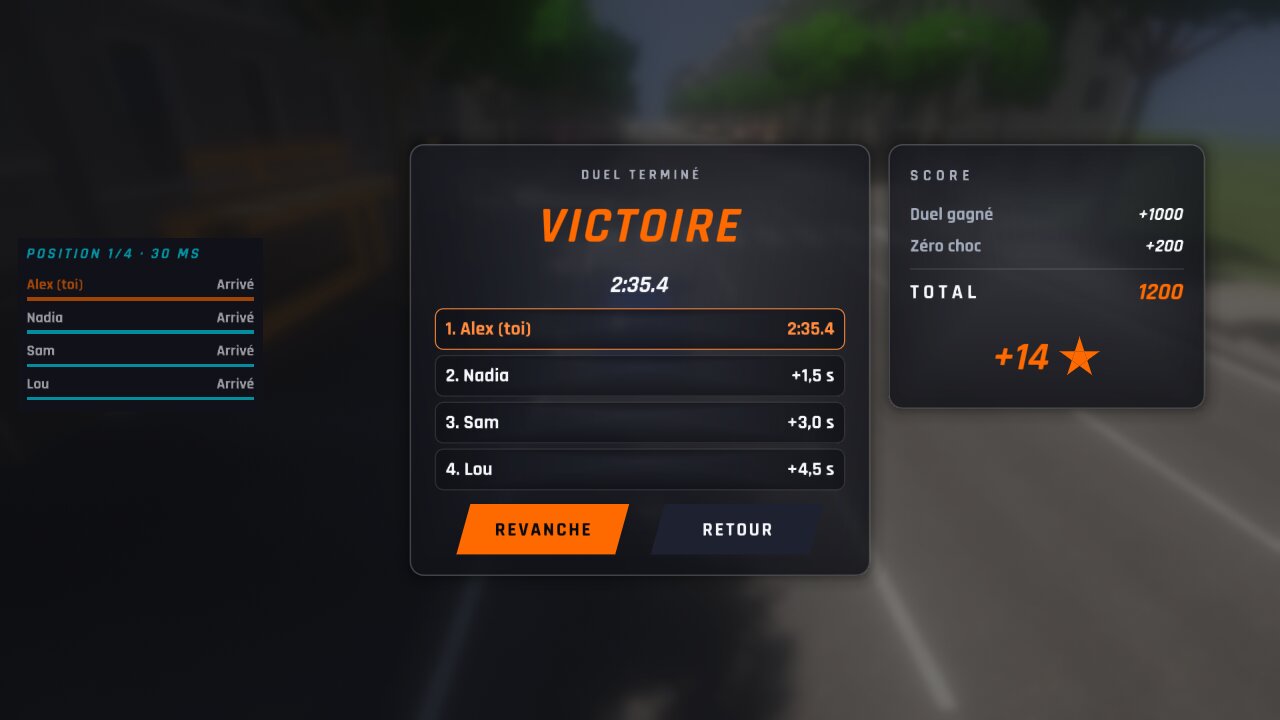 POSITION 1/4 · 30 MS
Alex (toi) Arrivé
Nadia Arrivé
Sam Arrivé
Lou Arrivé
DUEL TERMINÉ
VICTOIRE
2:35.4
1. Alex (toi) 2:35.4
2. Nadia +1,5 s
3. Sam +3,0 s
4. Lou +4,5 s
REVANCHE RETOUR
SCORE
Duel gagné +1000
Zéro choc +200
TOTAL 1200
+14 ★